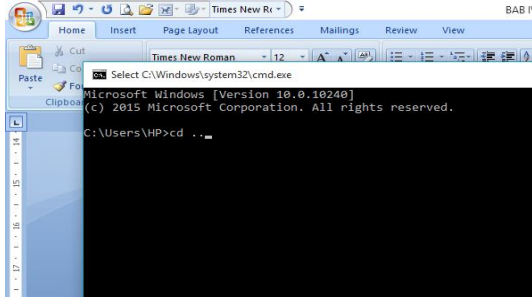 Times New Ro
BAB I
Home Insert Page Layout References Mailings Review View
Cut
Times New Roman 12
Paste
Select C:\Windows\system32\cmd.exe
Microsoft Windows [Version 10.0.10240]
(c) 2015 Microsoft Corporation. All rights reserved.
C:\Users\HP>cd ..